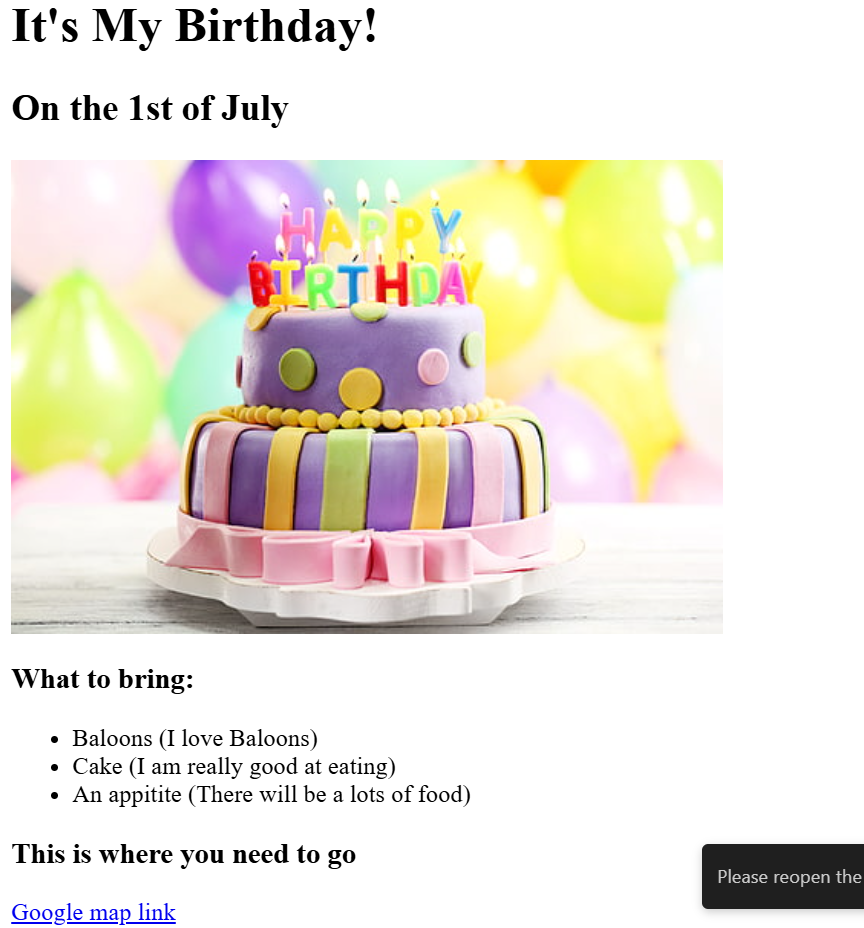 It's My Birthday!
On the 1st of July
HAPPY
BIRTHDAY
What to bring:
Baloons (I love Baloons)
Cake (I am really good at eating)
An appitite (There will be a lots of food)
This is where you need to go
Please reopen the
Google map link